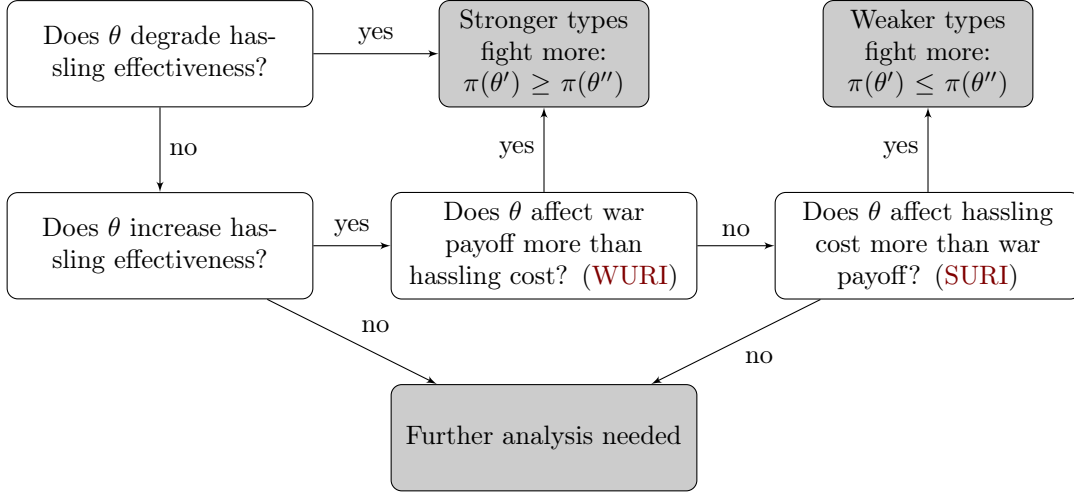 Does θ degrade has-
sling effectiveness?
yes
Stronger types
fight more:
π(θ′) ≥ π(θ′′)
Weaker types
fight more:
π(θ′) ≤ π(θ′′)
no
yes
yes
Does θ increase has-
sling effectiveness?
yes
Does θ affect war
payoff more than
hassling cost? (WURI)
no
Does θ affect hassling
cost more than war
payoff? (SURI)
no
no
Further analysis needed